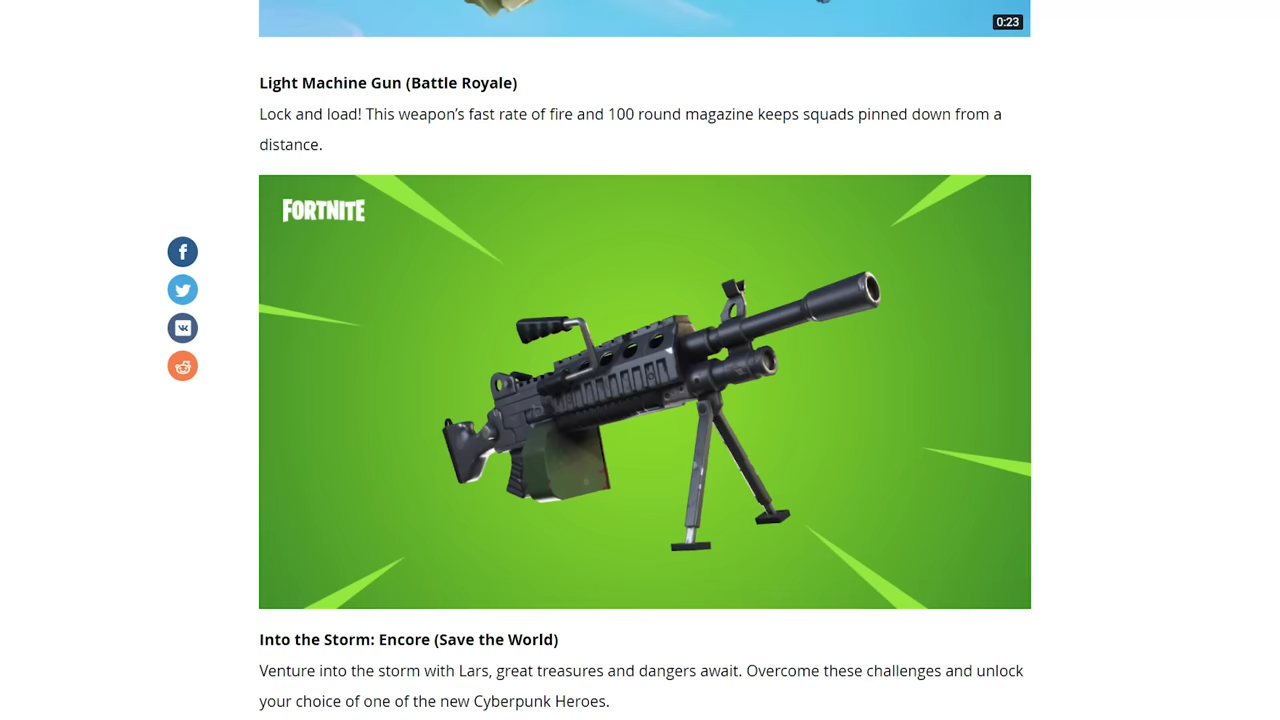 0:23
Light Machine Gun (Battle Royale)
Lock and load! This weapon’s fast rate of fire and 100 round magazine keeps squads pinned down from a
distance.
FORTNITE
Into the Storm: Encore (Save the World)
Venture into the storm with Lars, great treasures and dangers await. Overcome these challenges and unlock
your choice of one of the new Cyberpunk Heroes.